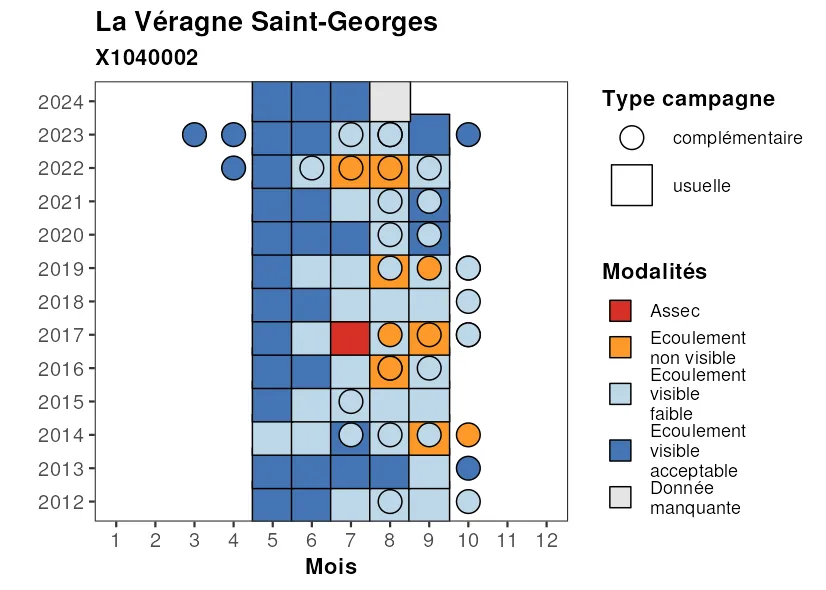 La Véragne Saint-Georges
X1040002
2024
2023
2022
2021
2020
2019
2018
2017
2016
2015
2014
2013
2012
1 2 3 4 5 6 7 8 9 10 11 12
Mois
Type campagne
complémentaire
usuelle
Modalités
Assec
Ecoulement
non visible
Ecoulement
visible
faible
Ecoulement
visible
acceptable
Donnée
manquante